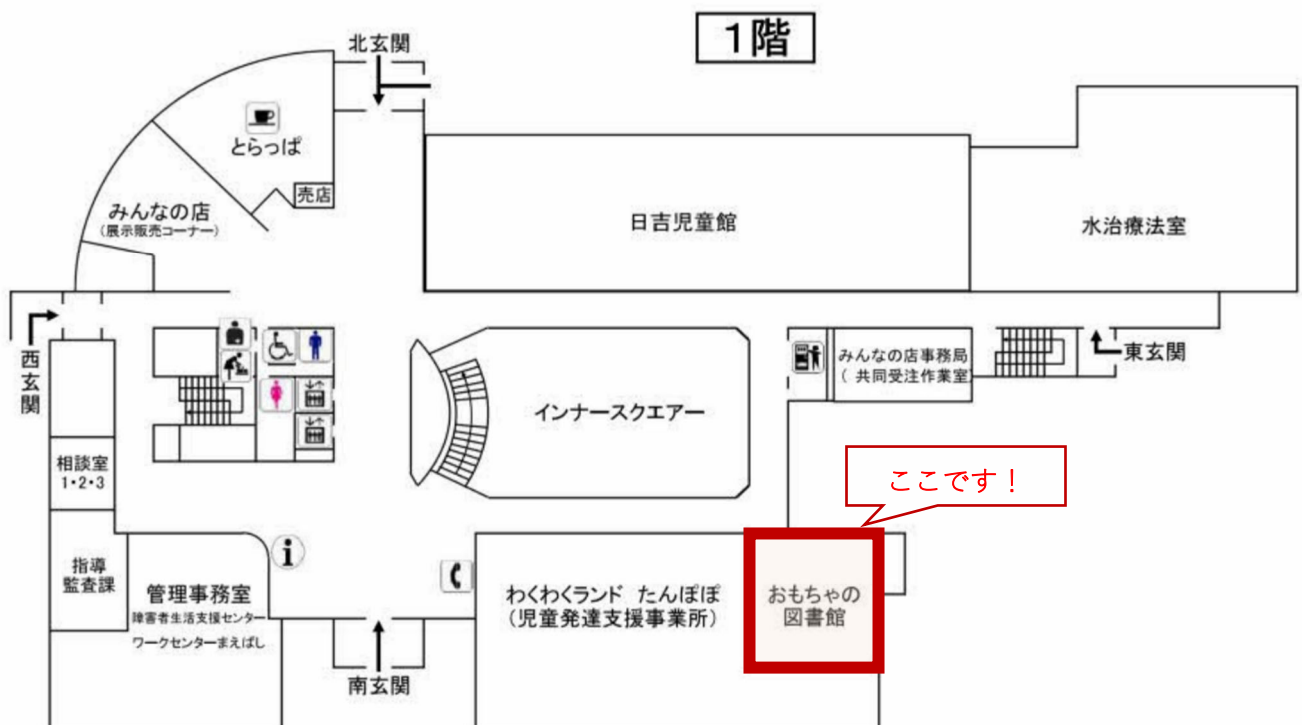 1階
北玄関
とらっぱ
売店
みんなの店
（展示販売コーナー）
日吉児童館
水治療法室
西玄関
みんなの店事務局
（ 共同受注作業室）
東玄関
インナースクエアー
相談室
1・2・3
ここです！
指導
監査課
管理事務室
障害者生活支援センター
ワークセンターまえばし
i
わくわくランド たんぽぽ
（児童発達支援事業所）
おもちゃの
図書館
南玄関